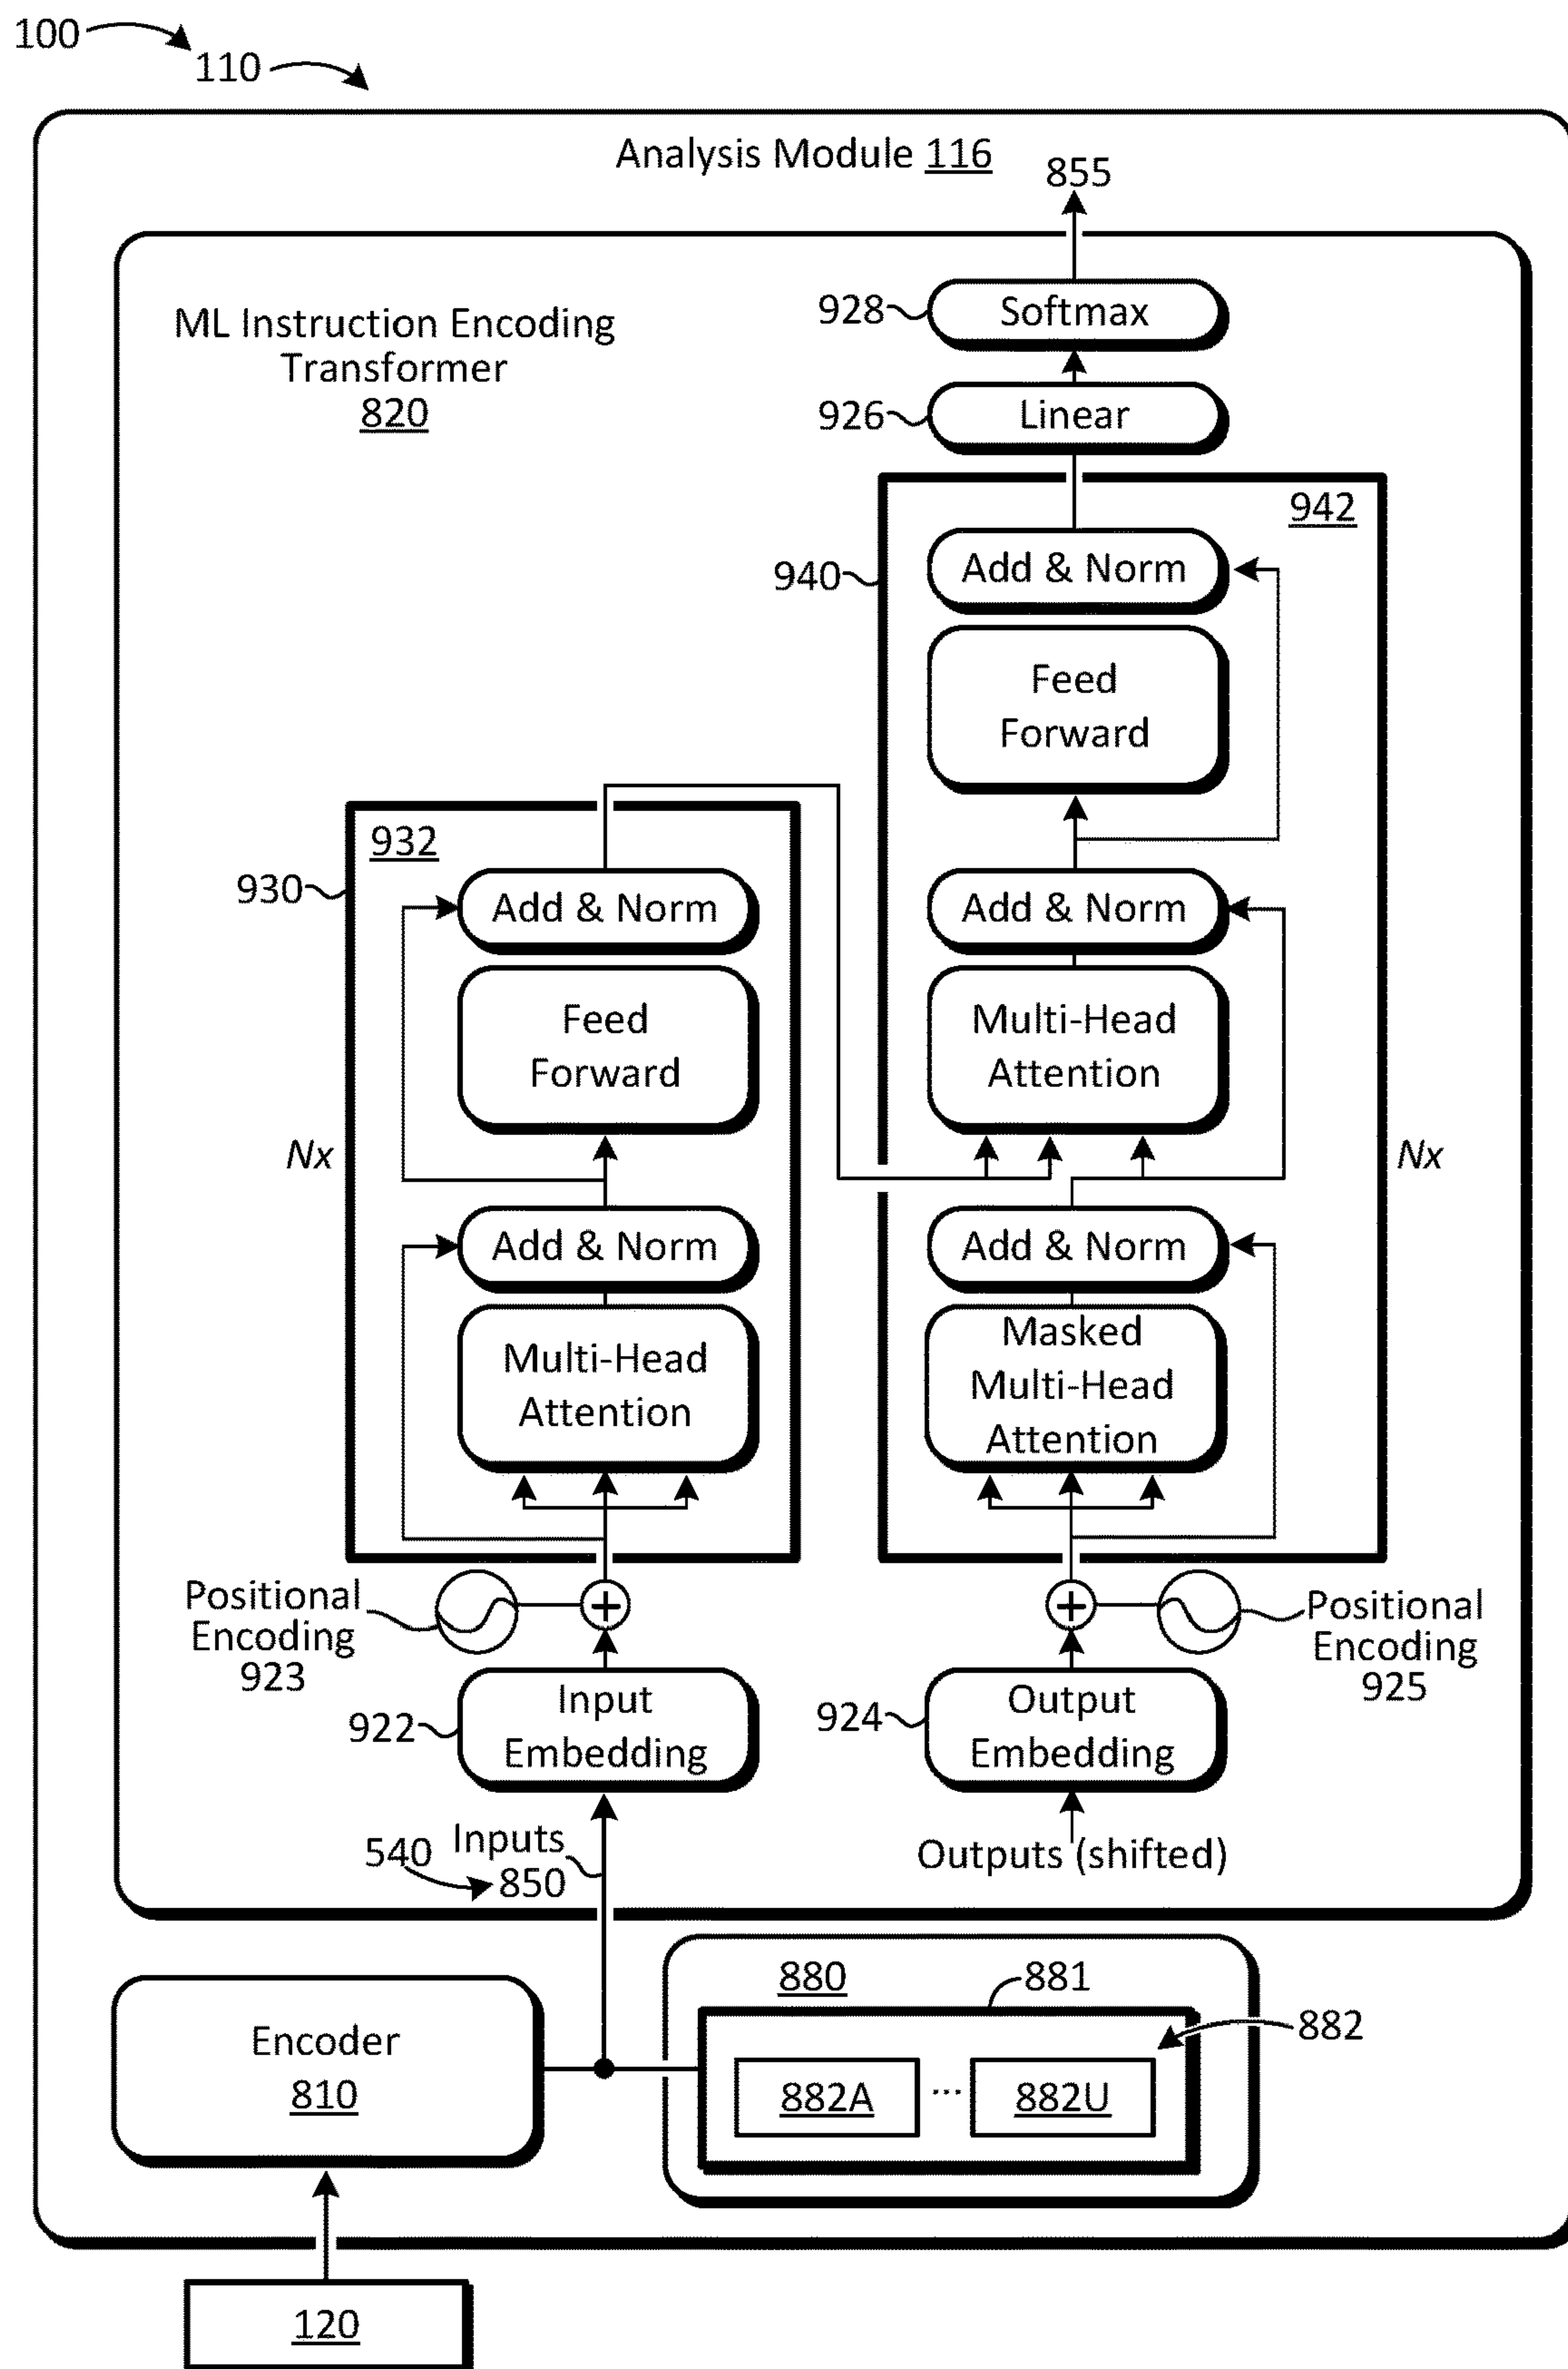 100
110
Analysis Module 116
855
ML Instruction Encoding
Transformer
820
928
Softmax
926
Linear
942
940
Add & Norm
Feed
Forward
932
930
Add & Norm
Feed
Forward
Nx
Add & Norm
Multi-Head
Attention
Add & Norm
Multi-Head
Attention
Nx
Add & Norm
Masked
Multi-Head
Attention
Positional
Encoding
923
Positional
Encoding
925
922
Input
Embedding
924
Output
Embedding
540
Inputs
850
Outputs (shifted)
Encoder
810
880
881
882
882A
...
882U
120